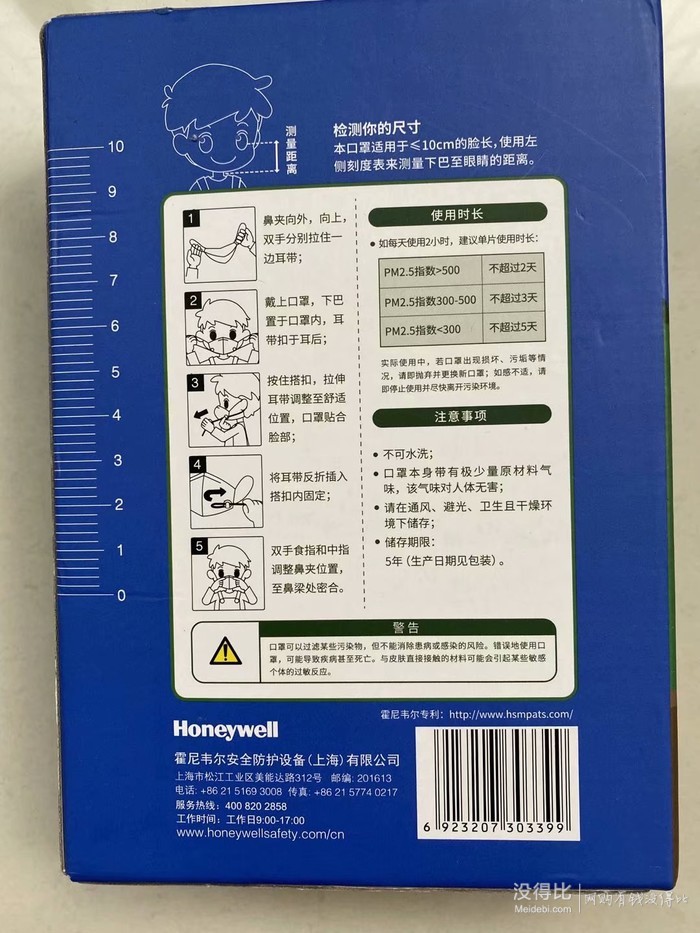 检测你的尺寸
本口罩适用于≤10cm的脸长，使用左
侧刻度表来测量下巴至眼睛的距离。
测量距离
10
9
8
7
6
5
4
3
2
1
0
1
鼻夹向外，向上，
双手分别拉住一
边耳带；
2
戴上口罩，下巴
置于口罩内，耳
带扣于耳后；
3
按住搭扣，拉伸
耳带调整至舒适
位置，口罩贴合
脸部；
4
将耳带反折插入
搭扣内固定；
5
双手食指和中指
调整鼻夹位置，
至鼻梁处密合。
使用时长
• 如每天使用2小时，建议单片使用时长：
PM2.5指数>500 不超过2天
PM2.5指数300-500 不超过3天
PM2.5指数<300 不超过5天
实际使用中，若口罩出现损坏、污垢等情
况，请即抛弃并更换新口罩；如感不适，请
即停止使用并尽快离开污染环境。
注意事项
• 不可水洗；
• 口罩本身带有极少量原材料气
味，该气味对人体无害；
• 请在通风、避光、卫生且干燥环
境下储存；
• 储存期限：
5年（生产日期见包装）。
警告
口罩可以过滤某些污染物，但不能消除患病或感染的风险。错误地使用口
罩，可能导致疾病甚至死亡。与皮肤直接接触的材料可能会引起某些敏感
个体的过敏反应。
霍尼韦尔专利：http://www.hsmpats.com/
Honeywell
霍尼韦尔安全防护设备（上海）有限公司
上海市松江工业区美能达路312号 邮编: 201613
电话: +86 21 5169 3008 传真: +86 21 5774 0217
服务热线: 400 820 2858
工作时间: 工作日9:00-17:00
www.honeywellsafety.com/cn
6 923207 303399
没得比
Meidebi.com
网购有钱没得比